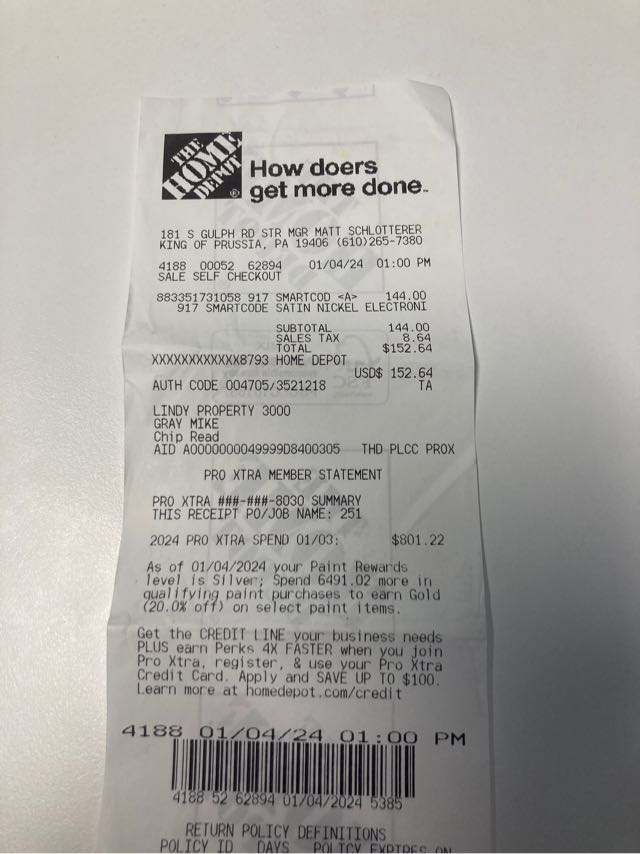 THE
HOME
DEPOT
®
How doers
get more done™
181 S GULPH RD STR MGR MATT SCHLOTTERER
KING OF PRUSSIA, PA 19406 (610)265-7380
4188 00052 62894 01/04/24 01:00 PM
SALE SELF CHECKOUT
883351731058 917 SMARTCOD <A> 144.00
917 SMARTCODE SATIN NICKEL ELECTRONI
SUBTOTAL 144.00
SALES TAX 8.64
TOTAL $152.64
XXXXXXXXXXXX8793 HOME DEPOT
USD$ 152.64
AUTH CODE 004705/3521218 TA
LINDY PROPERTY 3000
GRAY MIKE
Chip Read
AID A0000000049999D8400305 THD PLCC PROX
PRO XTRA MEMBER STATEMENT
PRO XTRA ###-###-8030 SUMMARY
THIS RECEIPT PO/JOB NAME: 251
2024 PRO XTRA SPEND 01/03: $801.22
As of 01/04/2024 your Paint Rewards
level is Silver; Spend 6491.02 more in
qualifying paint purchases to earn Gold
(20.0% off) on select paint items.
Get the CREDIT LINE your business needs
PLUS earn Perks 4X FASTER when you join
Pro Xtra, register, & use your Pro Xtra
Credit Card. Apply and SAVE UP TO $100.
Learn more at homedepot.com/credit
4188 01/04/24 01:00 PM
4188 52 62894 01/04/2024 5385
RETURN POLICY DEFINITIONS
POLICY ID DAYS POLICY EXPIRES ON